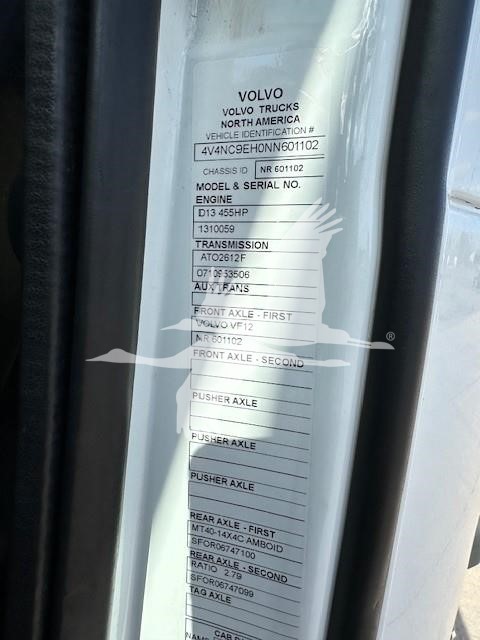 VOLVO
VOLVO TRUCKS
NORTH AMERICA
VEHICLE IDENTIFICATION #
4V4NC9EH0NN601102
CHASSIS ID NR 601102
MODEL & SERIAL NO.
ENGINE
D13 455HP
1310059
TRANSMISSION
ATO2612F
0710953506
AUX TRANS
FRONT AXLE - FIRST
VOLVO VF12
NR 601102
FRONT AXLE - SECOND
PUSHER AXLE
PUSHER AXLE
PUSHER AXLE
REAR AXLE - FIRST
MT40-14X4C AMBOID
SFOR06747100
REAR AXLE - SECOND
RATIO 2.79
SFOR06747099
TAG AXLE
®